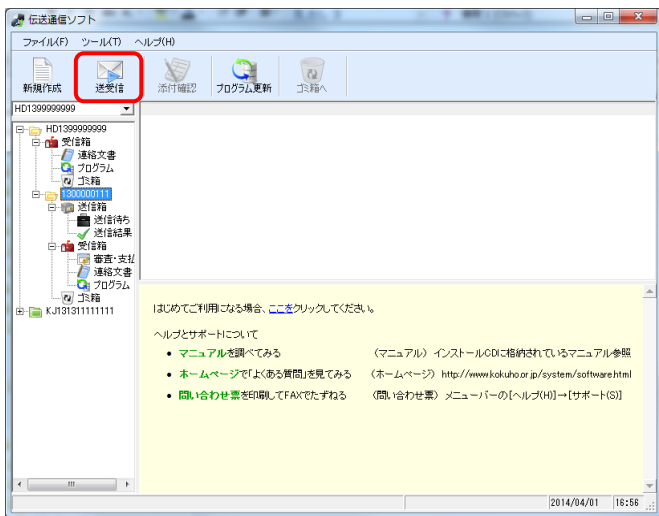 伝送通信ソフト
ファイル(F) ツール(T) ヘルプ(H)
新規作成 送受信 添付確認 プログラム更新 ゴミ箱へ
HD1399999999
HD1399999999
受信箱
連絡文書
プログラム
ゴミ箱
1300000111
送信箱
送信待ち
送信結果
受信箱
審査・支払
連絡文書
プログラム
ゴミ箱
KJ131311111111
はじめてご利用になる場合、ここをクリックしてください。
ヘルプとサポートについて
• マニュアルを調べてみる （マニュアル）インストールCDに格納されているマニュアル参照
• ホームページで「よくある質問」を見てみる （ホームページ）http://www.kokuho.or.jp/system/software.html
• 問い合わせ票を印刷してFAXでたずねる （問い合わせ票）メニューバーの[ヘルプ(H)]→[サポート(S)]
2014/04/01 16:56